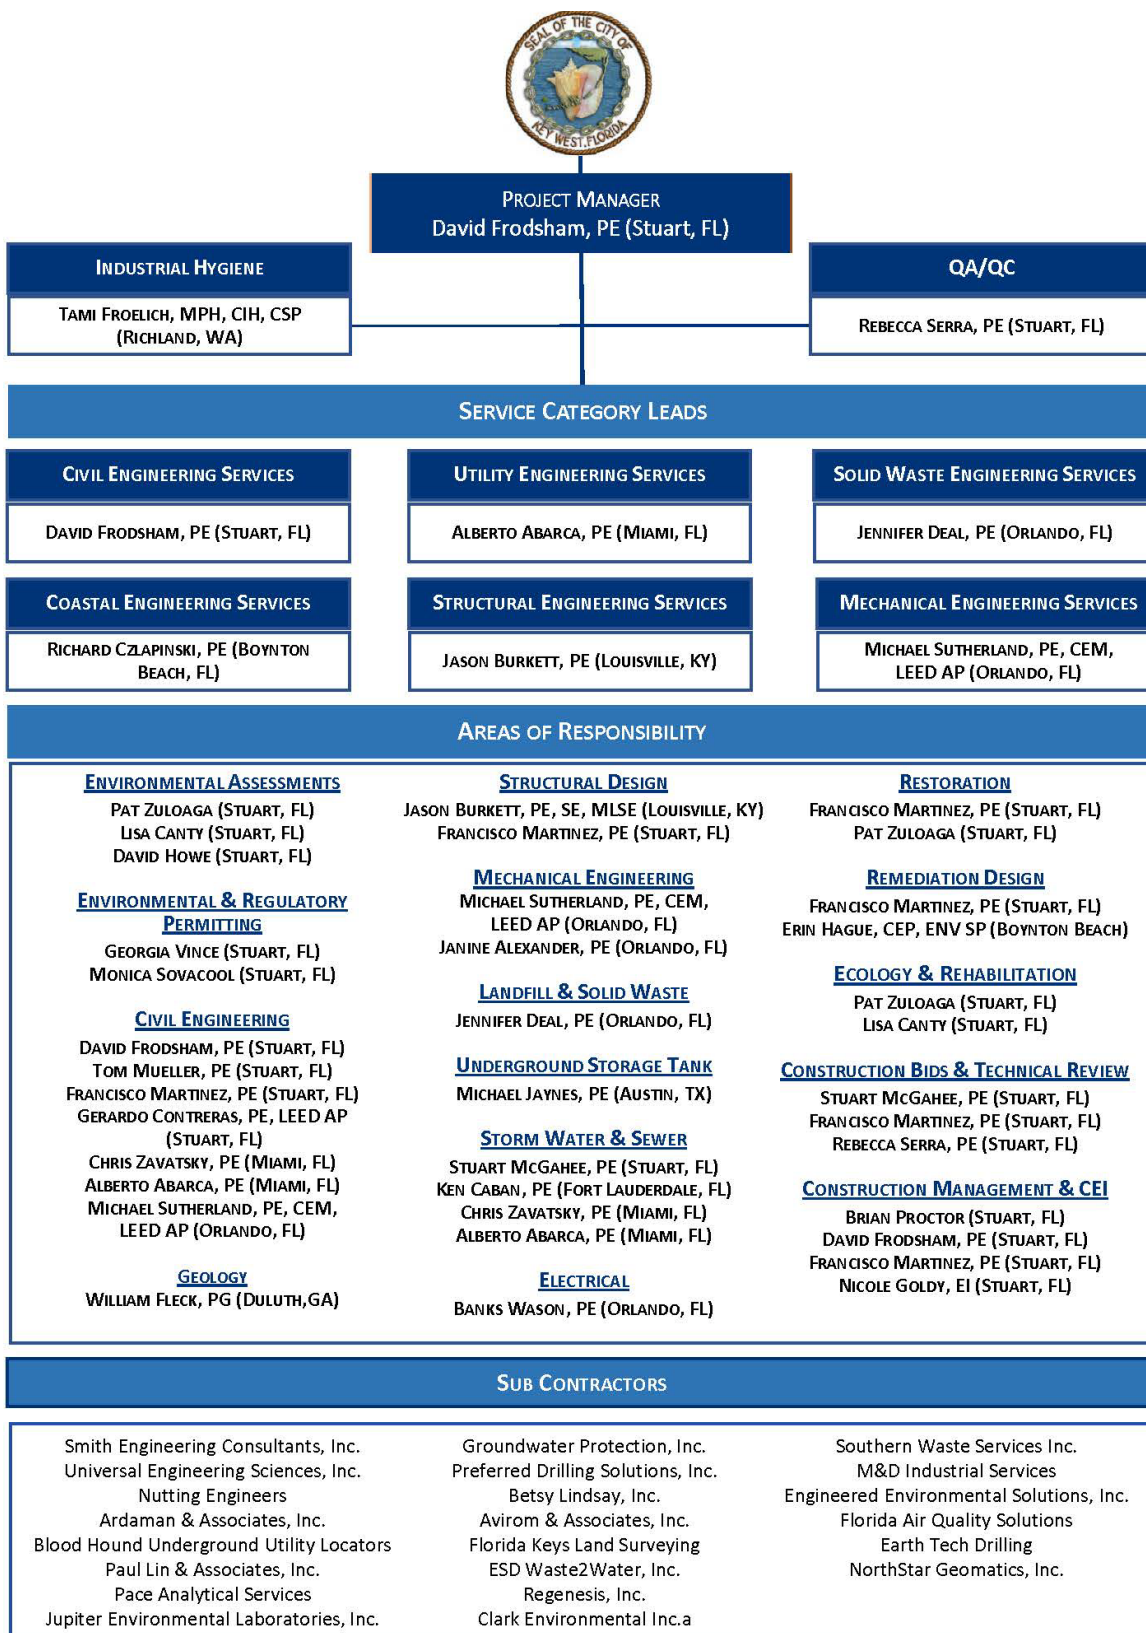 SEAL OF THE CITY OF
KEY WEST, FLORIDA
PROJECT MANAGER
David Frodsham, PE (Stuart, FL)
INDUSTRIAL HYGIENE
TAMI FROELICH, MPH, CIH, CSP
(RICHLAND, WA)
QA/QC
REBECCA SERRA, PE (STUART, FL)
SERVICE CATEGORY LEADS
CIVIL ENGINEERING SERVICES
DAVID FRODSHAM, PE (STUART, FL)
UTILITY ENGINEERING SERVICES
ALBERTO ABARCA, PE (MIAMI, FL)
SOLID WASTE ENGINEERING SERVICES
JENNIFER DEAL, PE (ORLANDO, FL)
COASTAL ENGINEERING SERVICES
RICHARD CZLAPINSKI, PE (BOYNTON
BEACH, FL)
STRUCTURAL ENGINEERING SERVICES
JASON BURKETT, PE (LOUISVILLE, KY)
MECHANICAL ENGINEERING SERVICES
MICHAEL SUTHERLAND, PE, CEM,
LEED AP (ORLANDO, FL)
AREAS OF RESPONSIBILITY
ENVIRONMENTAL ASSESSMENTS
PAT ZULOAGA (STUART, FL)
LISA CANTY (STUART, FL)
DAVID HOWE (STUART, FL)
ENVIRONMENTAL & REGULATORY
PERMITTING
GEORGIA VINCE (STUART, FL)
MONICA SOVACOOL (STUART, FL)
CIVIL ENGINEERING
DAVID FRODSHAM, PE (STUART, FL)
TOM MUELLER, PE (STUART, FL)
FRANCISCO MARTINEZ, PE (STUART, FL)
GERARDO CONTRERAS, PE, LEED AP
(STUART, FL)
CHRIS ZAVATSKY, PE (MIAMI, FL)
ALBERTO ABARCA, PE (MIAMI, FL)
MICHAEL SUTHERLAND, PE, CEM,
LEED AP (ORLANDO, FL)
GEOLOGY
WILLIAM FLECK, PG (DULUTH,GA)
STRUCTURAL DESIGN
JASON BURKETT, PE, SE, MLSE (LOUISVILLE, KY)
FRANCISCO MARTINEZ, PE (STUART, FL)
MECHANICAL ENGINEERING
MICHAEL SUTHERLAND, PE, CEM,
LEED AP (ORLANDO, FL)
JANINE ALEXANDER, PE (ORLANDO, FL)
LANDFILL & SOLID WASTE
JENNIFER DEAL, PE (ORLANDO, FL)
UNDERGROUND STORAGE TANK
MICHAEL JAYNES, PE (AUSTIN, TX)
STORM WATER & SEWER
STUART MCGAHEE, PE (STUART, FL)
KEN CABAN, PE (FORT LAUDERDALE, FL)
CHRIS ZAVATSKY, PE (MIAMI, FL)
ALBERTO ABARCA, PE (MIAMI, FL)
ELECTRICAL
BANKS WASON, PE (ORLANDO, FL)
RESTORATION
FRANCISCO MARTINEZ, PE (STUART, FL)
PAT ZULOAGA (STUART, FL)
REMEDIATION DESIGN
FRANCISCO MARTINEZ, PE (STUART, FL)
ERIN HAGUE, CEP, ENV SP (BOYNTON BEACH)
ECOLOGY & REHABILITATION
PAT ZULOAGA (STUART, FL)
LISA CANTY (STUART, FL)
CONSTRUCTION BIDS & TECHNICAL REVIEW
STUART MCGAHEE, PE (STUART, FL)
FRANCISCO MARTINEZ, PE (STUART, FL)
REBECCA SERRA, PE (STUART, FL)
CONSTRUCTION MANAGEMENT & CEI
BRIAN PROCTOR (STUART, FL)
DAVID FRODSHAM, PE (STUART, FL)
FRANCISCO MARTINEZ, PE (STUART, FL)
NICOLE GOLDY, EI (STUART, FL)
SUB CONTRACTORS
Smith Engineering Consultants, Inc.
Universal Engineering Sciences, Inc.
Nutting Engineers
Ardaman & Associates, Inc.
Blood Hound Underground Utility Locators
Paul Lin & Associates, Inc.
Pace Analytical Services
Jupiter Environmental Laboratories, Inc.
Groundwater Protection, Inc.
Preferred Drilling Solutions, Inc.
Betsy Lindsay, Inc.
Avirom & Associates, Inc.
Florida Keys Land Surveying
ESD Waste2Water, Inc.
Regenesis, Inc.
Clark Environmental Inc.a
Southern Waste Services Inc.
M&D Industrial Services
Engineered Environmental Solutions, Inc.
Florida Air Quality Solutions
Earth Tech Drilling
NorthStar Geomatics, Inc.